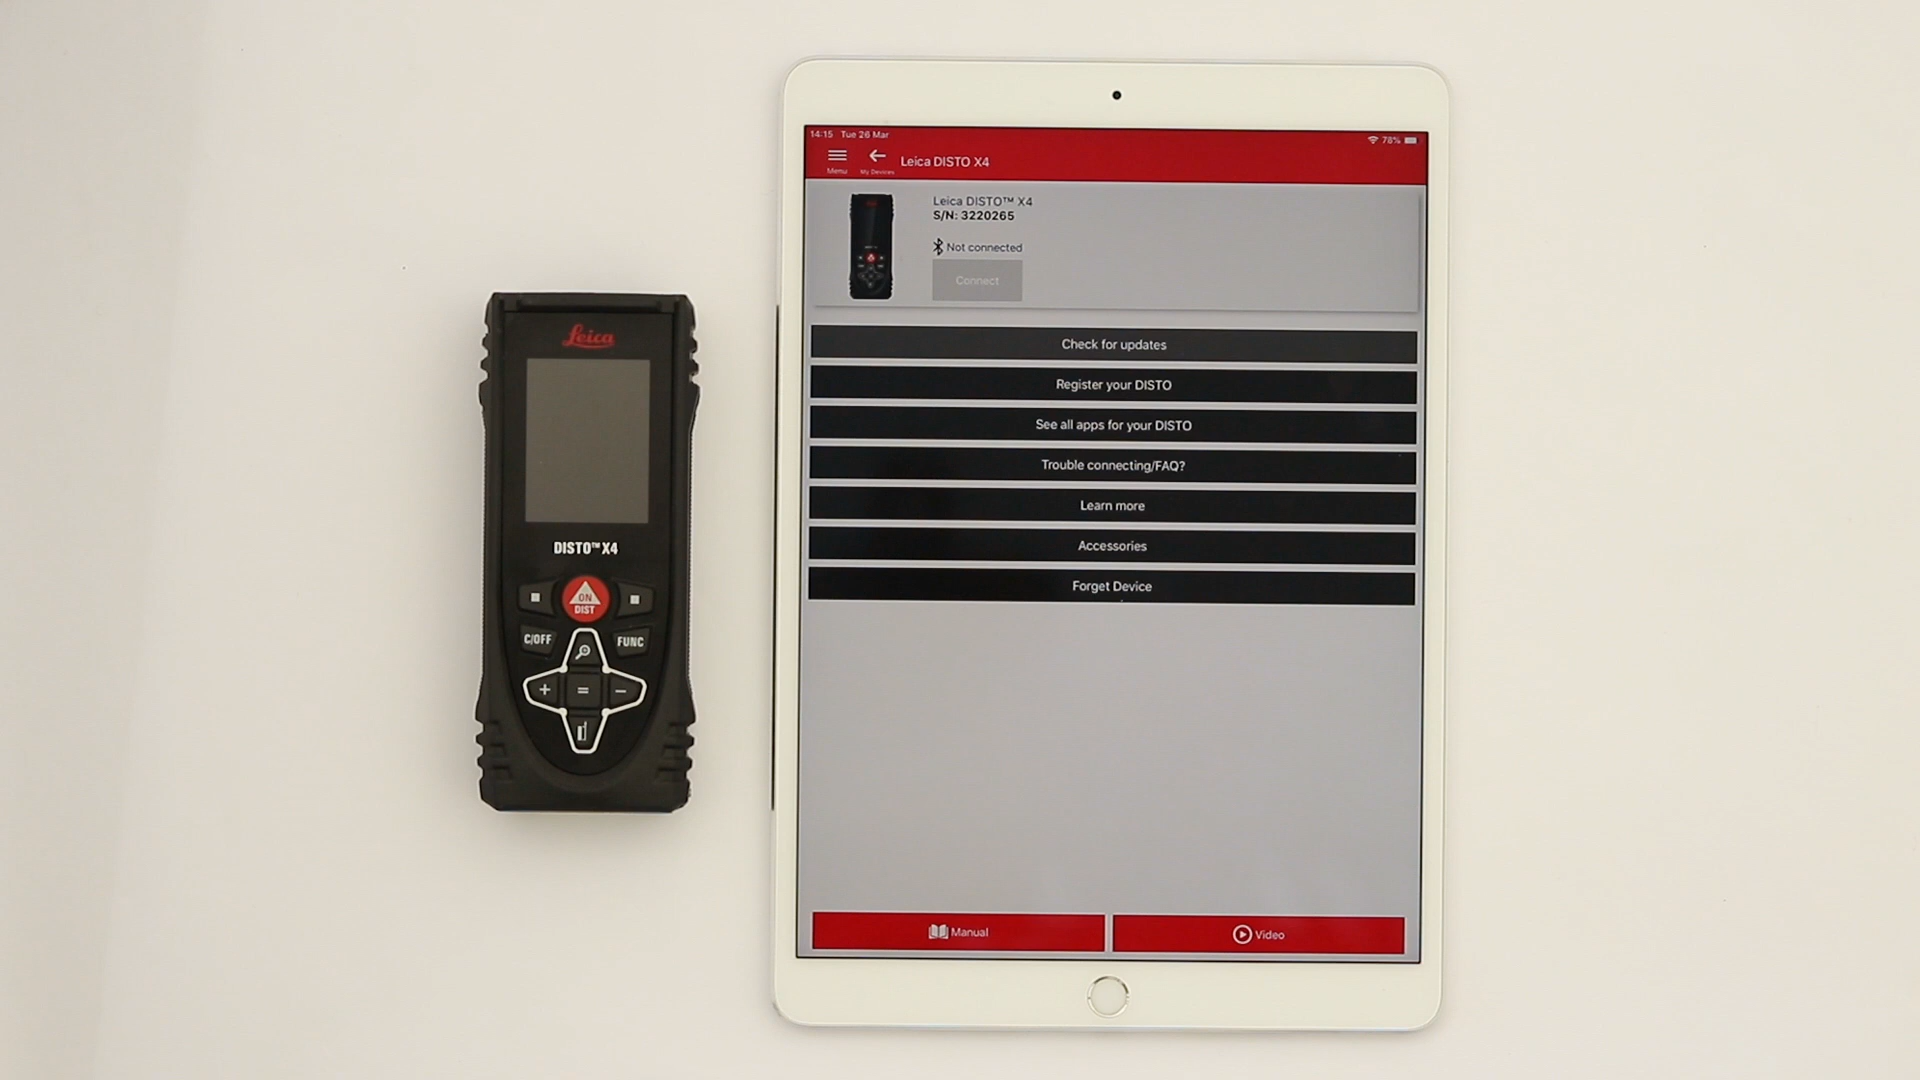 Leica
DISTO™ X4
ON
DIST
C/OFF
FUNC
+ = −
14:15 Tue 26 Mar
78%
Menu
My Devices
Leica DISTO X4
Leica DISTO™ X4
S/N: 3220265
Not connected
Connect
Check for updates
Register your DISTO
See all apps for your DISTO
Trouble connecting/FAQ?
Learn more
Accessories
Forget Device
Manual
Video